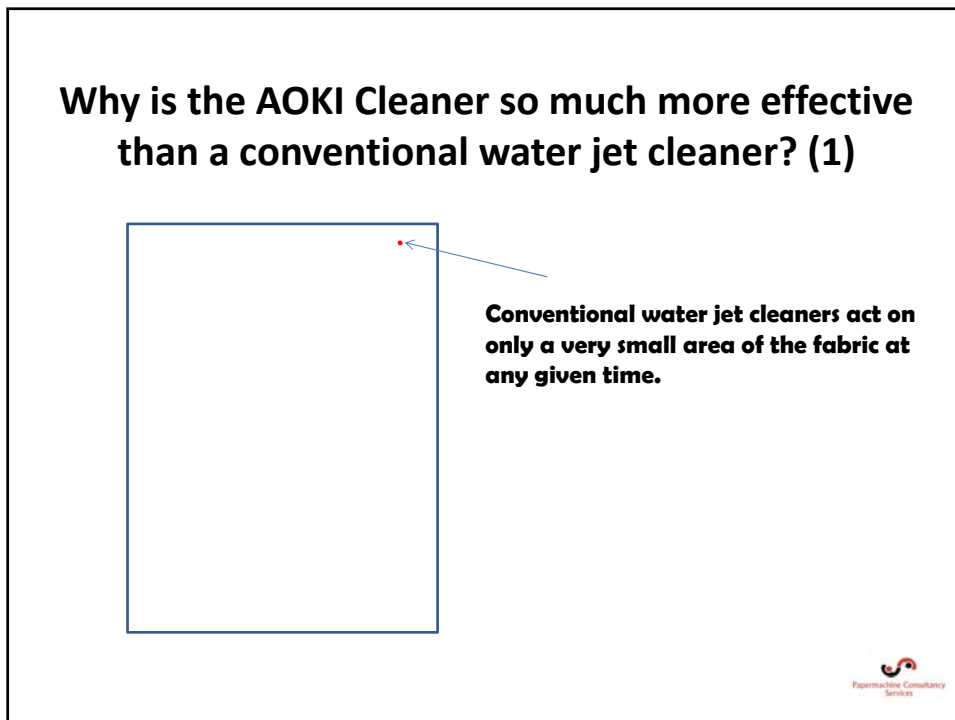 Why is the AOKI Cleaner so much more effective
than a conventional water jet cleaner? (1)
Conventional water jet cleaners act on
only a very small area of the fabric at
any given time.
Papermachine Consultancy
Services